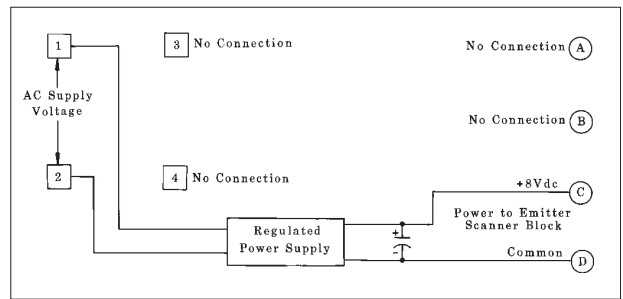 1
3 No Connection
No Connection A
AC Supply
Voltage
No Connection B
2
4 No Connection
+8Vdc
C
Regulated
Power Supply
+
-
Power to Emitter
Scanner Block
Common
D